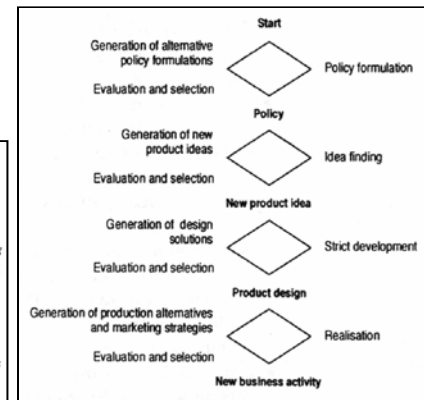 Start
Generation of alternative
policy formulations
Policy formulation
Evaluation and selection
Policy
Generation of new
product ideas
Idea finding
Evaluation and selection
New product idea
Generation of design
solutions
Strict development
Evaluation and selection
Product design
Generation of production alternatives
and marketing strategies
Realisation
Evaluation and selection
New business activity